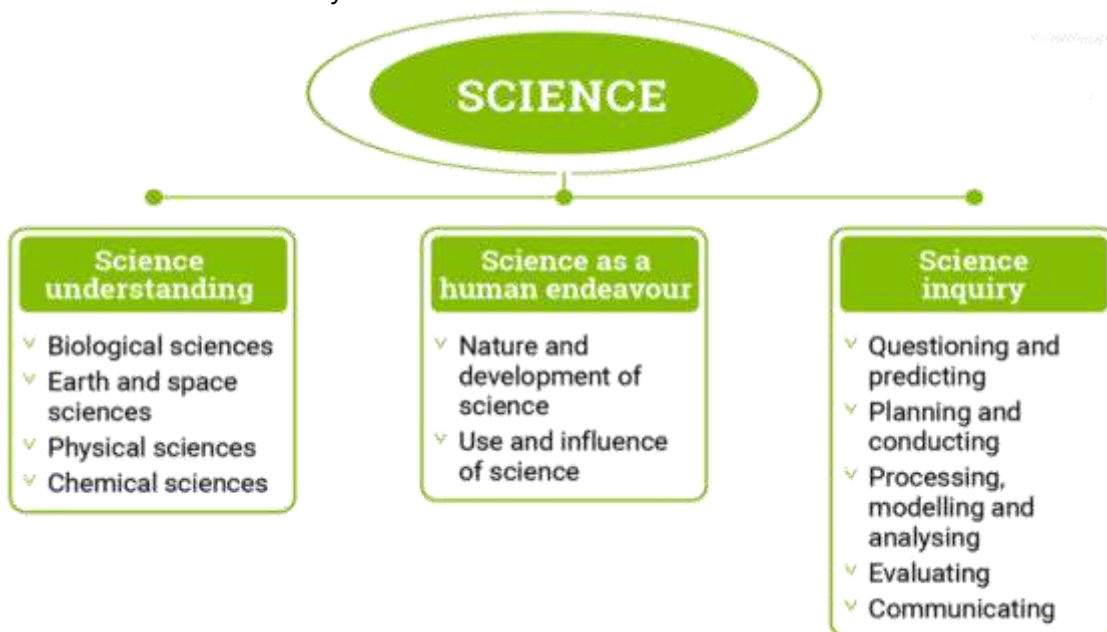 SCIENCE
Science
understanding
Biological sciences
Earth and space
sciences
Physical sciences
Chemical sciences
Science as a
human endeavour
Nature and
development of
science
Use and influence
of science
Science
inquiry
Questioning and
predicting
Planning and
conducting
Processing,
modelling and
analysing
Evaluating
Communicating